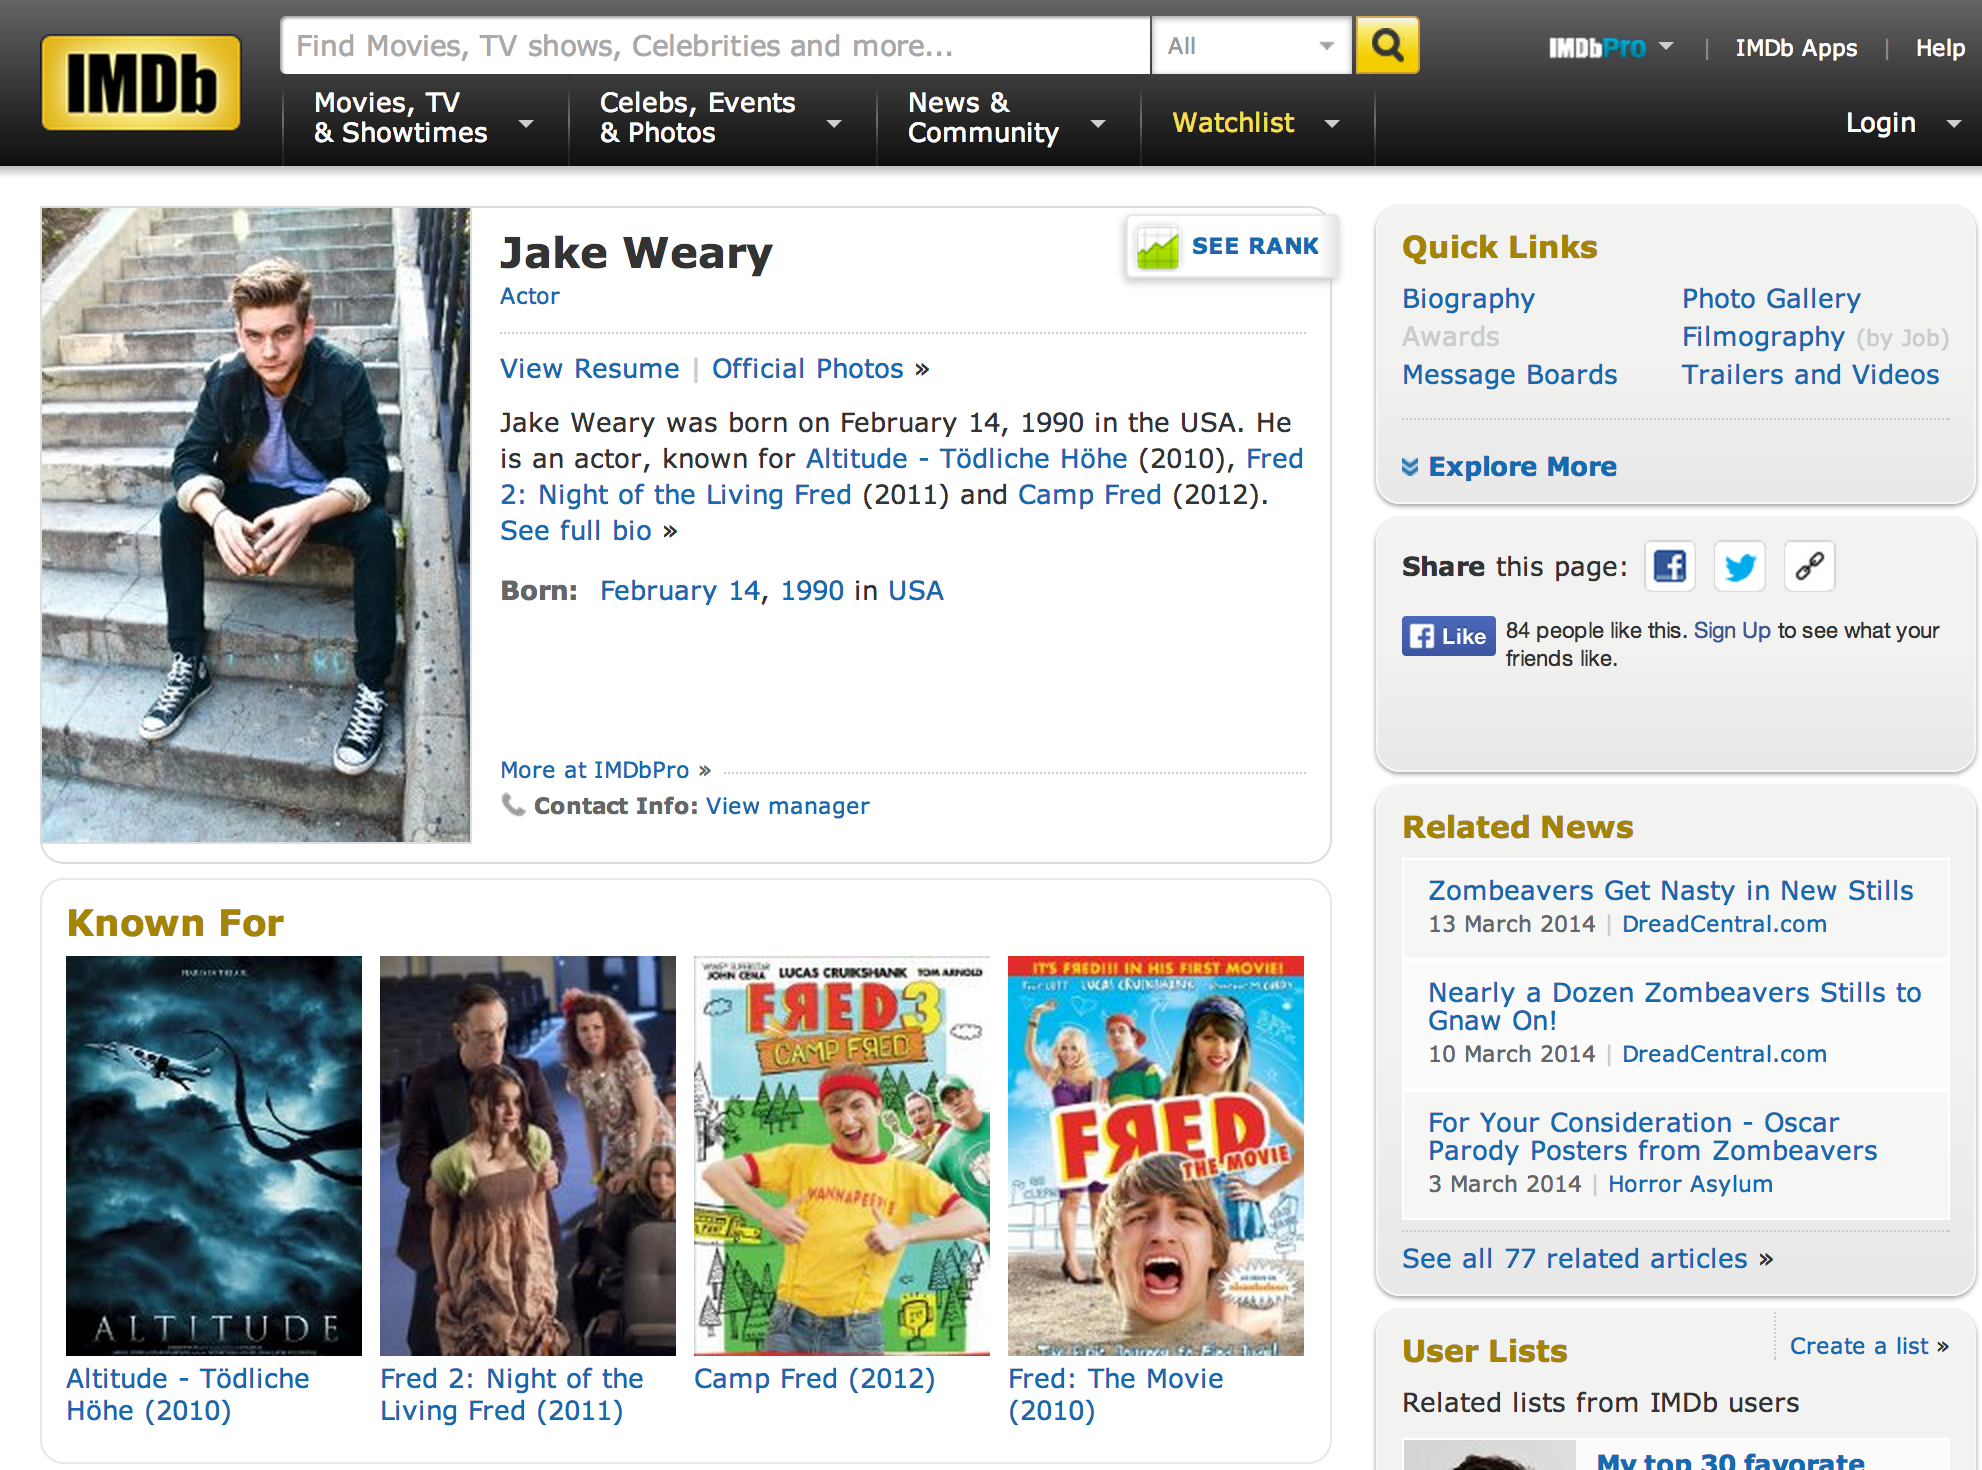 IMDb
Find Movies, TV shows, Celebrities and more...
All
IMDbPro
|
IMDb Apps
|
Help
Movies, TV
& Showtimes
Celebs, Events
& Photos
News &
Community
Watchlist
Login
Jake Weary
SEE RANK
Actor
View Resume | Official Photos »
Jake Weary was born on February 14, 1990 in the USA. He
is an actor, known for Altitude - Tödliche Höhe (2010), Fred
2: Night of the Living Fred (2011) and Camp Fred (2012).
See full bio »
Born: February 14, 1990 in USA
More at IMDbPro »
Contact Info: View manager
Known For
ALTITUDE
Altitude - Tödliche
Höhe (2010)
Fred 2: Night of the
Living Fred (2011)
JOHN CENA LUCAS CRUIKSHANK TOM ARNOLD
FRED 3
CAMP FRED
Camp Fred (2012)
IT'S FRED!!! IN HIS FIRST MOVIE!
LUCAS CRUIKSHANK
FRED
THE MOVIE
Fred: The Movie
(2010)
Quick Links
Biography
Photo Gallery
Awards
Filmography (by Job)
Message Boards
Trailers and Videos
Explore More
Share this page:
Like
84 people like this. Sign Up to see what your
friends like.
Related News
Zombeavers Get Nasty in New Stills
13 March 2014 | DreadCentral.com
Nearly a Dozen Zombeavers Stills to
Gnaw On!
10 March 2014 | DreadCentral.com
For Your Consideration - Oscar
Parody Posters from Zombeavers
3 March 2014 | Horror Asylum
See all 77 related articles »
User Lists
Create a list »
Related lists from IMDb users
My top 30 favorate